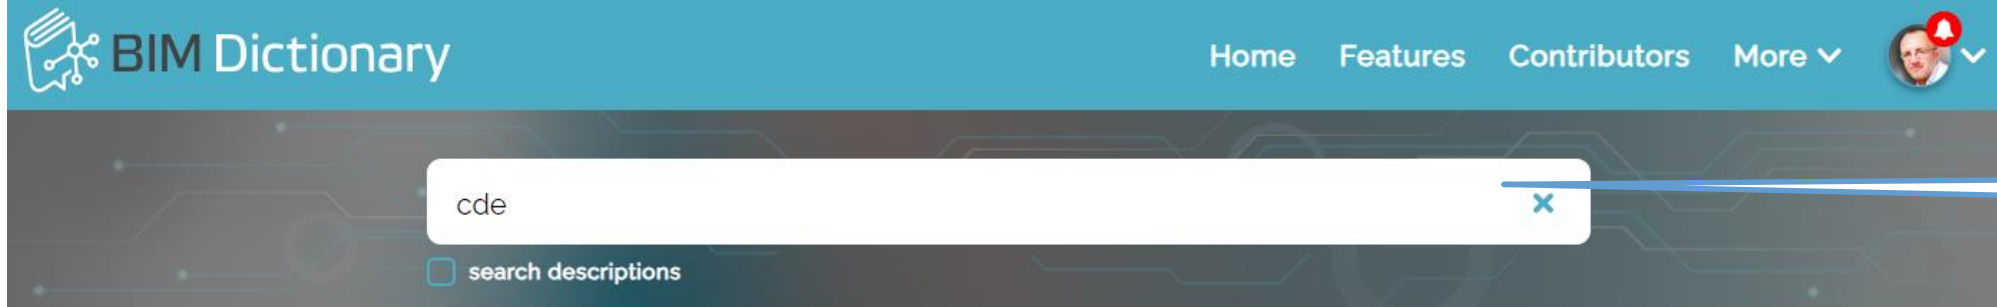 BIM Dictionary
Home Features Contributors More
cde
search descriptions